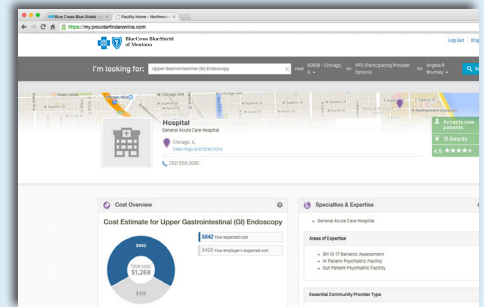 Blue Cross Blue Shield
Facility Home - Northwest
https://my.providerfinderonline.com
BlueCross BlueShield
of Montana
Log Out
I'm looking for:
Upper Gastrointestinal (GI) Endoscopy
near
60606 - Chicago,
IL
PPO (Participating Provider
Options)
for
Angela R
Brumley
Hospital
General Acute Care Hospital
Chicago, IL
View map and directions
(312) 555-2000
Accepts new
patients
10 Awards
4.5
Cost Overview
Cost Estimate for Upper Gastrointestinal (GI) Endoscopy
$842
$842 Your expected cost
$426 Your employer's expected cost
Total cost
$1,268
$426
Specialties & Expertise
General Acute Care Hospital
Areas of Expertise
BH 10-17 Bariatric Assessment
In Patient Psychiatric Facility
Out Patient Psychiatric Facility
Essential Community Provider Type